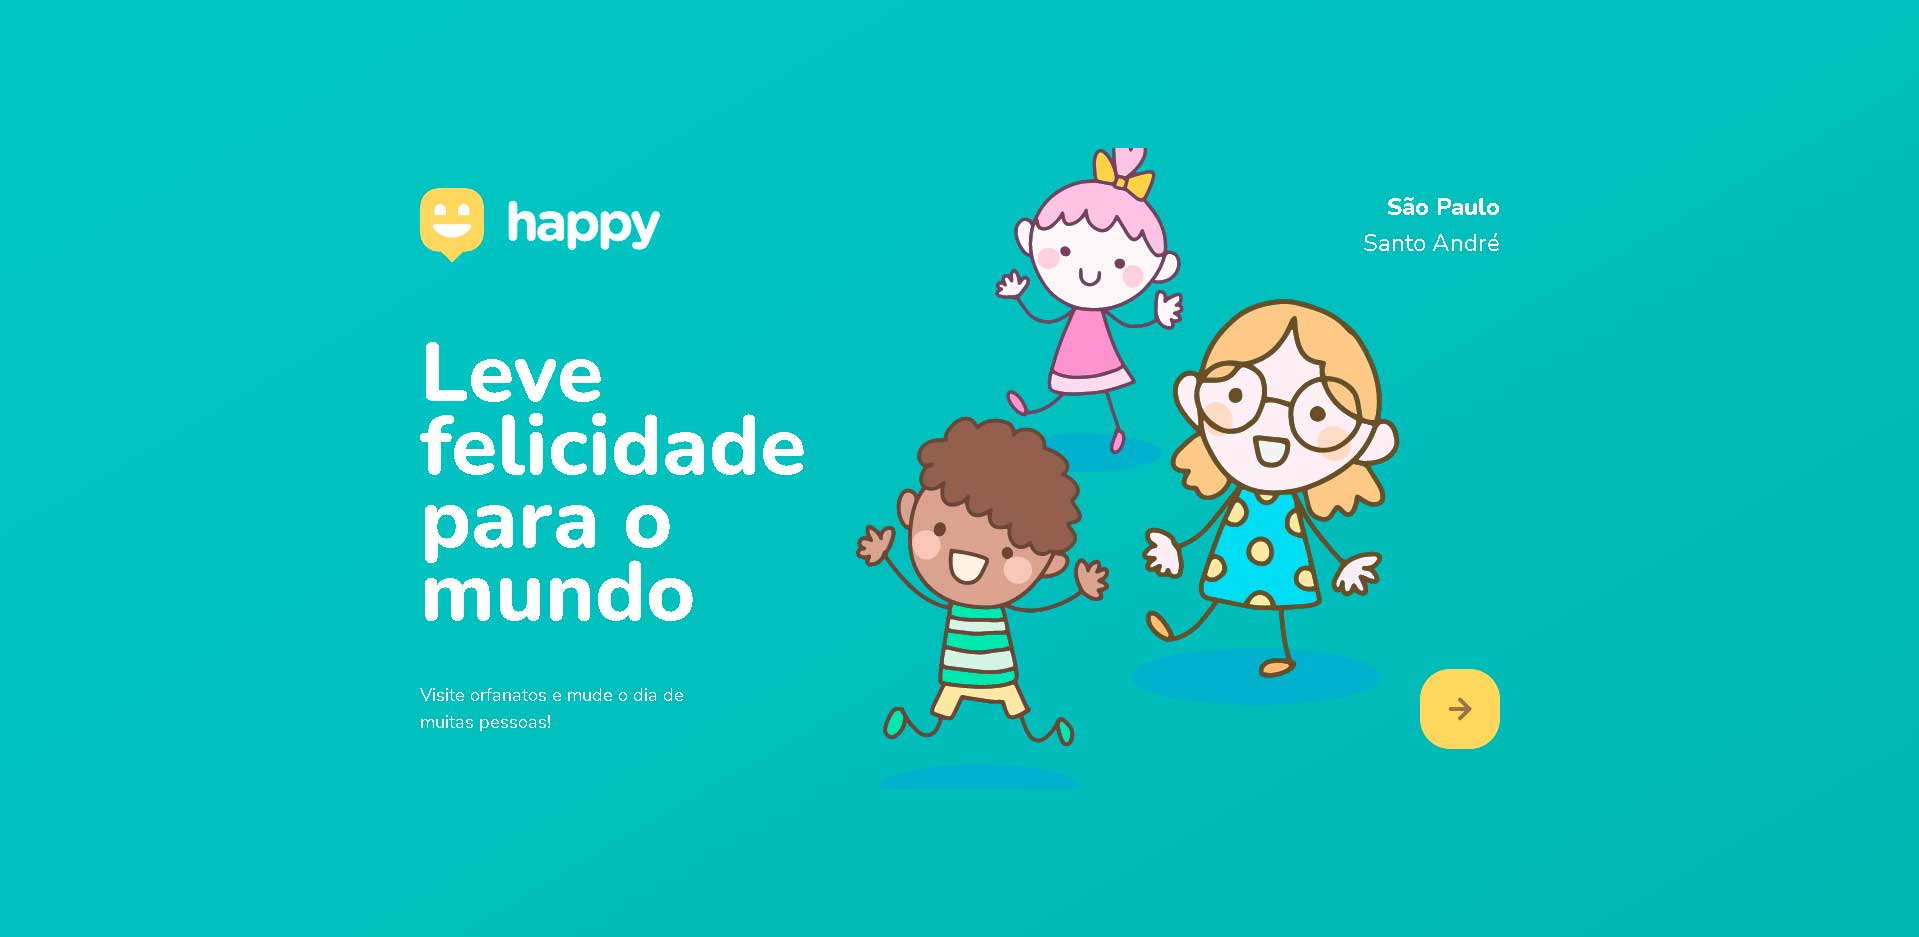 happy
São Paulo
Santo André
Leve
felicidade
para o
mundo
Visite orfanatos e mude o dia de
muitas pessoas!